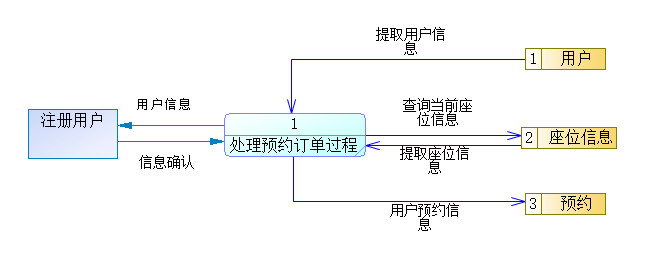 提取用户信
息
1 用户
用户信息
注册用户
1
处理预约订单过程
查询当前座
位信息
2 座位信息
提取座位信
息
信息确认
用户预约信
息
3 预约